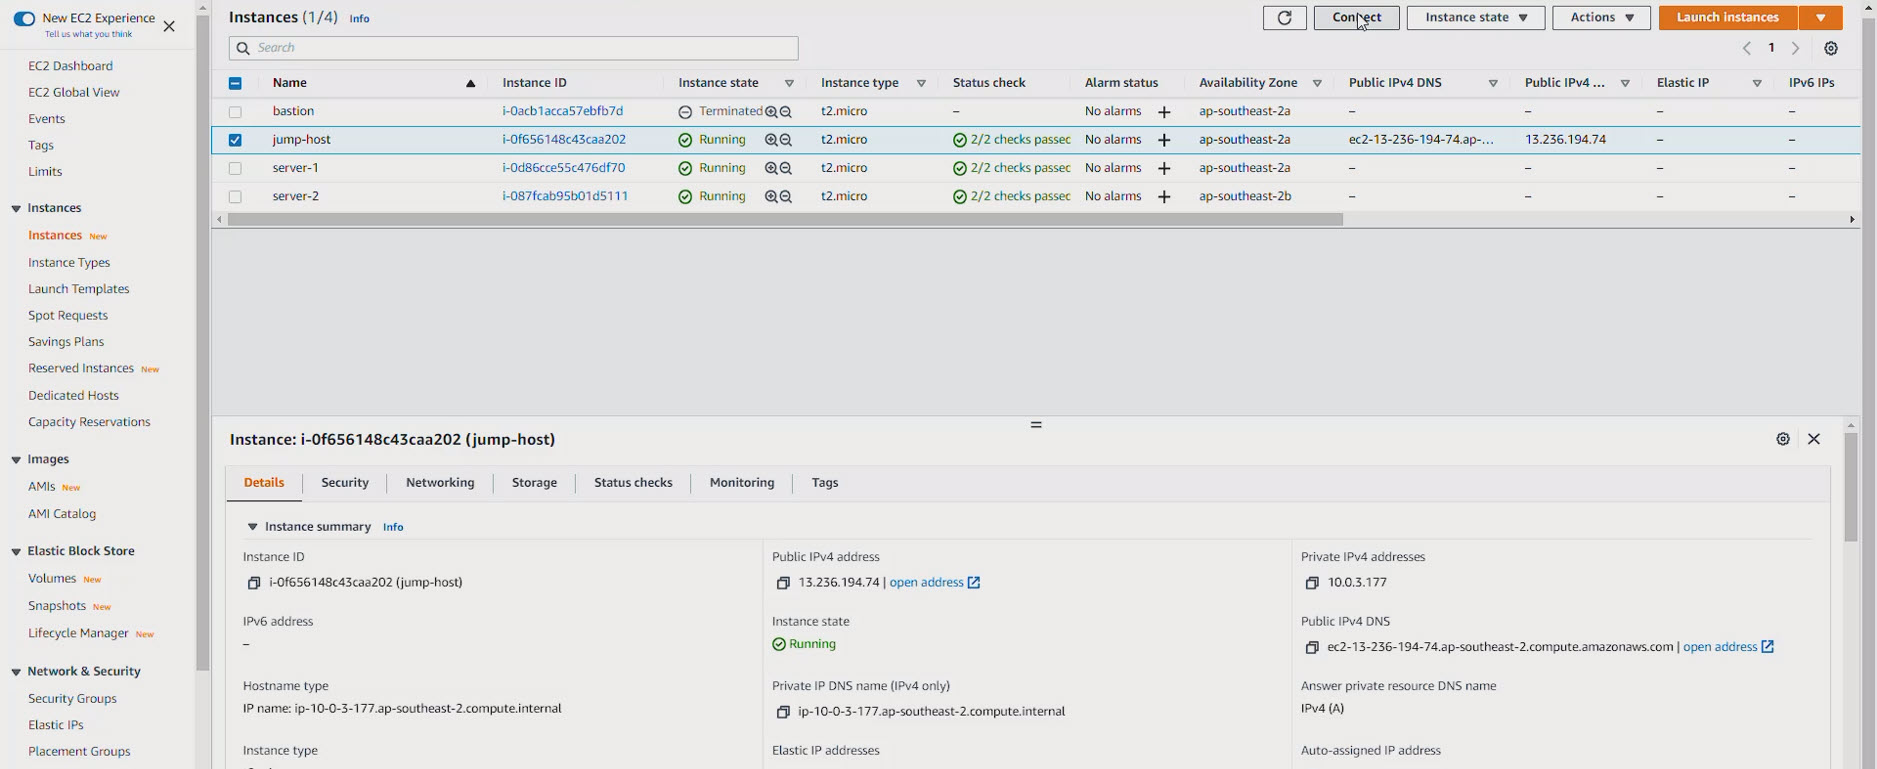 New EC2 Experience
Tell us what you think
EC2 Dashboard
EC2 Global View
Events
Tags
Limits
Instances
Instances New
Instance Types
Launch Templates
Spot Requests
Savings Plans
Reserved Instances New
Dedicated Hosts
Capacity Reservations
Images
AMIs New
AMI Catalog
Elastic Block Store
Volumes New
Snapshots New
Lifecycle Manager New
Network & Security
Security Groups
Elastic IPs
Placement Groups
Instances (1/4) Info
Connect Instance state Actions Launch instances
Search
1
Name Instance ID Instance state Instance type Status check Alarm status Availability Zone Public IPv4 DNS Public IPv4 ... Elastic IP IPv6 IPs
bastion i-0acb1acca57ebfb7d Terminated t2.micro – No alarms + ap-southeast-2a – – – –
jump-host i-0f656148c43caa202 Running t2.micro 2/2 checks passed No alarms + ap-southeast-2a ec2-13-236-194-74.ap-... 13.236.194.74 – –
server-1 i-0d86cce55c476df70 Running t2.micro 2/2 checks passed No alarms + ap-southeast-2a – – – –
server-2 i-087fcab95b01d5111 Running t2.micro 2/2 checks passed No alarms + ap-southeast-2b – – – –
Instance: i-0f656148c43caa202 (jump-host)
Details Security Networking Storage Status checks Monitoring Tags
Instance summary Info
Instance ID
i-0f656148c43caa202 (jump-host)
Public IPv4 address
13.236.194.74 | open address
Private IPv4 addresses
10.0.3.177
IPv6 address
–
Instance state
Running
Public IPv4 DNS
ec2-13-236-194-74.ap-southeast-2.compute.amazonaws.com | open address
Hostname type
IP name: ip-10-0-3-177.ap-southeast-2.compute.internal
Private IP DNS name (IPv4 only)
ip-10-0-3-177.ap-southeast-2.compute.internal
Answer private resource DNS name
IPv4 (A)
Instance type
Elastic IP addresses
Auto-assigned IP address